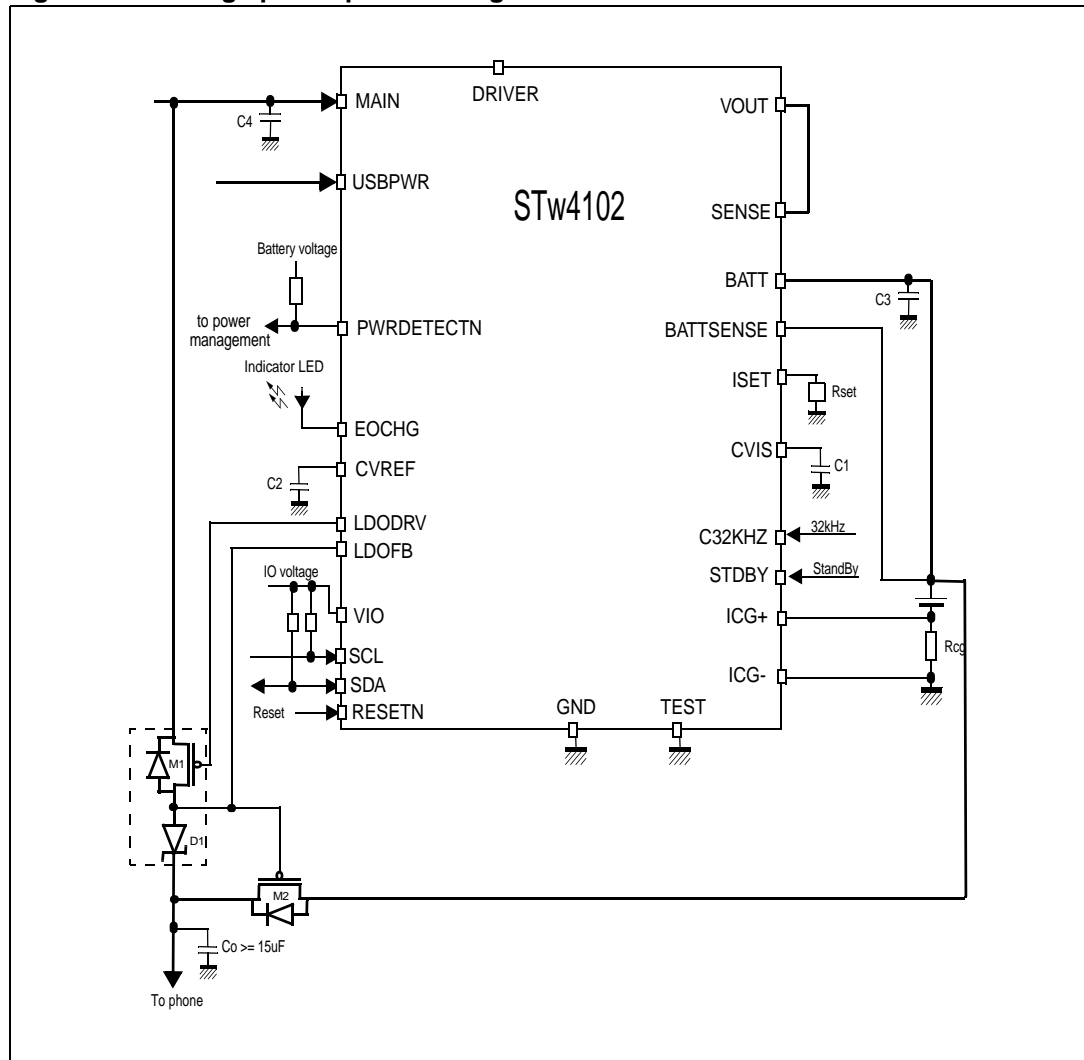 DRIVER
MAIN
VOUT
C4
USBPWR
STw4102
SENSE
Battery voltage
BATT
C3
to power
management
PWRDETECTN
BATTSENSE
Indicator LED
ISET
Rset
EOCHG
CVREF
CVIS
C1
C2
LDODRV
C32KHZ
32kHz
LDOFB
IO voltage
STDBY
StandBy
VIO
ICG+
SCL
Rcg
SDA
ICG-
Reset
RESETN
GND
TEST
M1
D1
M2
Co >= 15uF
To phone